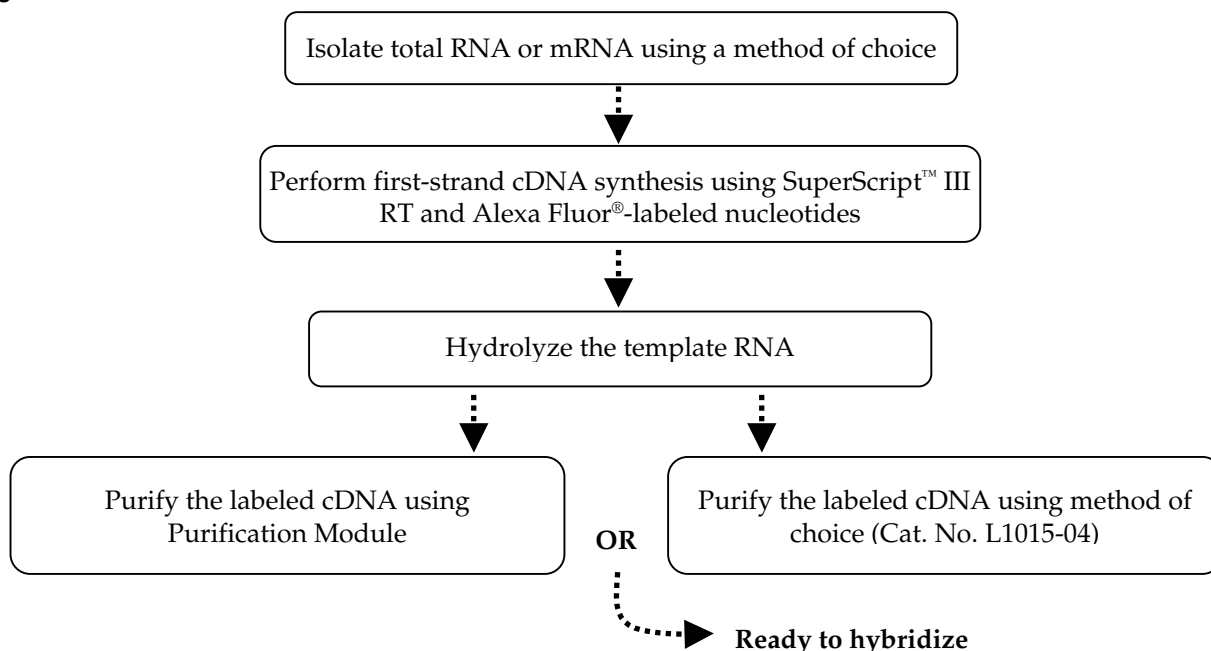 Isolate total RNA or mRNA using a method of choice
Perform first-strand cDNA synthesis using SuperScript™ III
RT and Alexa Fluor®-labeled nucleotides
Hydrolyze the template RNA
Purify the labeled cDNA using
Purification Module
OR
Purify the labeled cDNA using method of
choice (Cat. No. L1015-04)
Ready to hybridize